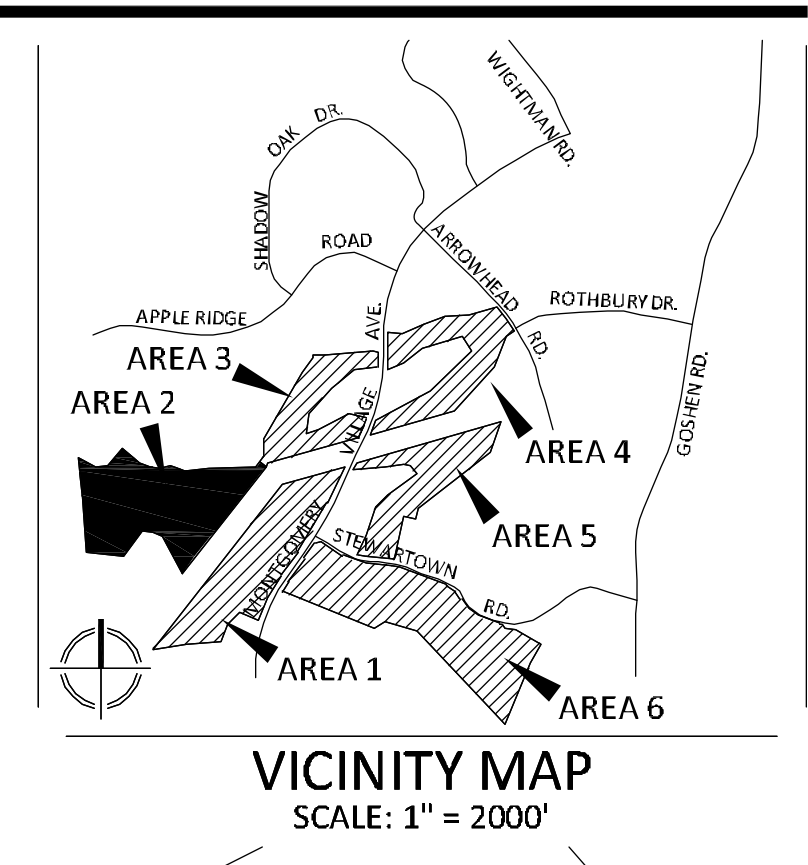 WIGHTMAN RD.
OAK DR.
SHADOW
ROAD
ARROWHEAD
RD.
ROTHBURY DR.
APPLE RIDGE
AVE.
AREA 3
AREA 2
VILLAGE
GOSHEN RD.
AREA 4
AREA 5
STEWARTOWN
RD.
MONTGOMERY
AREA 1
AREA 6
VICINITY MAP
SCALE: 1" = 2000'